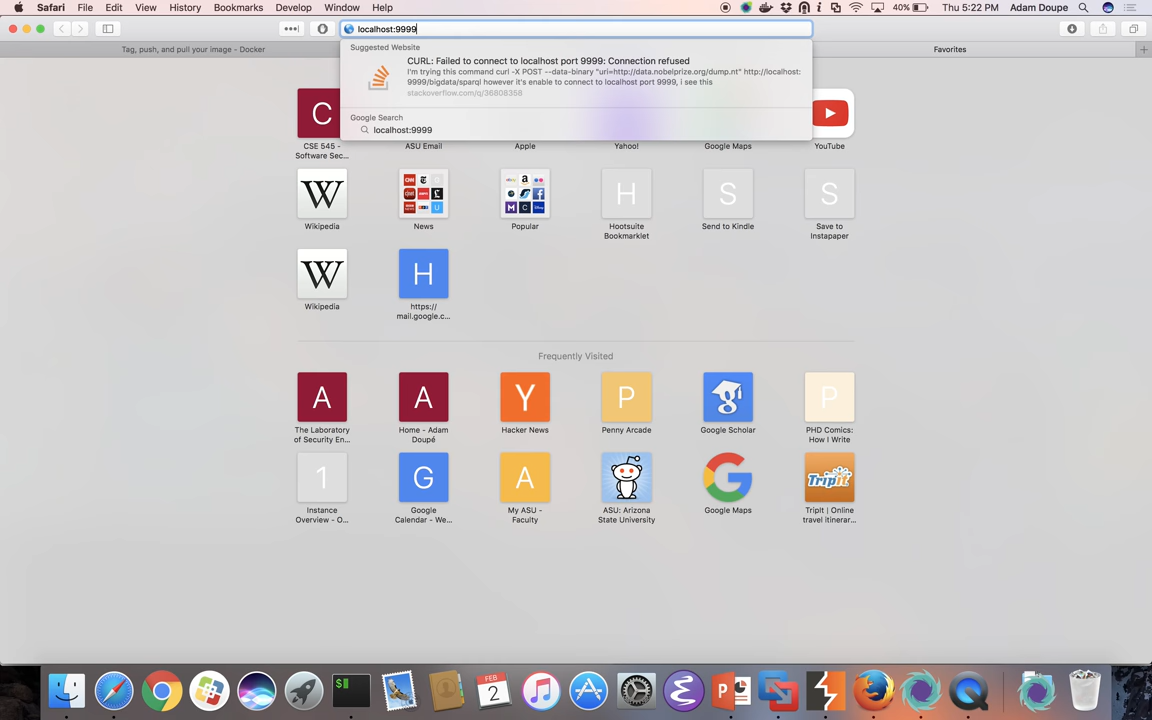 Safari File Edit View History Bookmarks Develop Window Help 40% Thu 5:22 PM Adam Doupe
localhost:9999
Tag, push, and pull your image - Docker
Favorites
Suggested Website
CURL: Failed to connect to localhost port 9999: Connection refused
I'm trying this command curl -X POST --data-binary "uri=http://data.nobelprize.org/dump.nt" http://localhost:
9999/bigdata/sparql however it's enable to connect to localhost port 9999, i see this
stackoverflow.com/q/36808358
Google Search
localhost:9999
C
CSE 545 -
Software Sec...
ASU Email
Apple
Yahoo!
Google Maps
YouTube
W
Wikipedia
News
Popular
H
Hootsuite
Bookmarklet
S
Send to Kindle
S
Save to
Instapaper
W
Wikipedia
H
https://
mail.google.c...
Frequently Visited
A
The Laboratory
of Security En...
A
Home - Adam
Doupé
Y
Hacker News
P
Penny Arcade
g
Google Scholar
P
PHD Comics:
How I Write
1
Instance
Overview - O...
G
Google
Calendar - We...
A
My ASU -
Faculty
ASU: Arizona
State University
G
Google Maps
TripIt
TripIt | Online
travel itinerar...
$
FEB
2
P